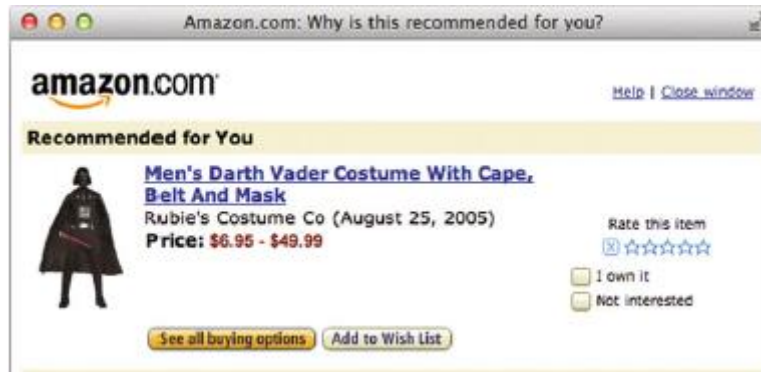 Amazon.com: Why is this recommended for you?
amazon.com
Help | Close window
Recommended for You
Men's Darth Vader Costume With Cape,
Belt And Mask
Rubie's Costume Co (August 25, 2005)
Price: $6.95 - $49.99
Rate this item
I own it
Not interested
See all buying options
Add to Wish List